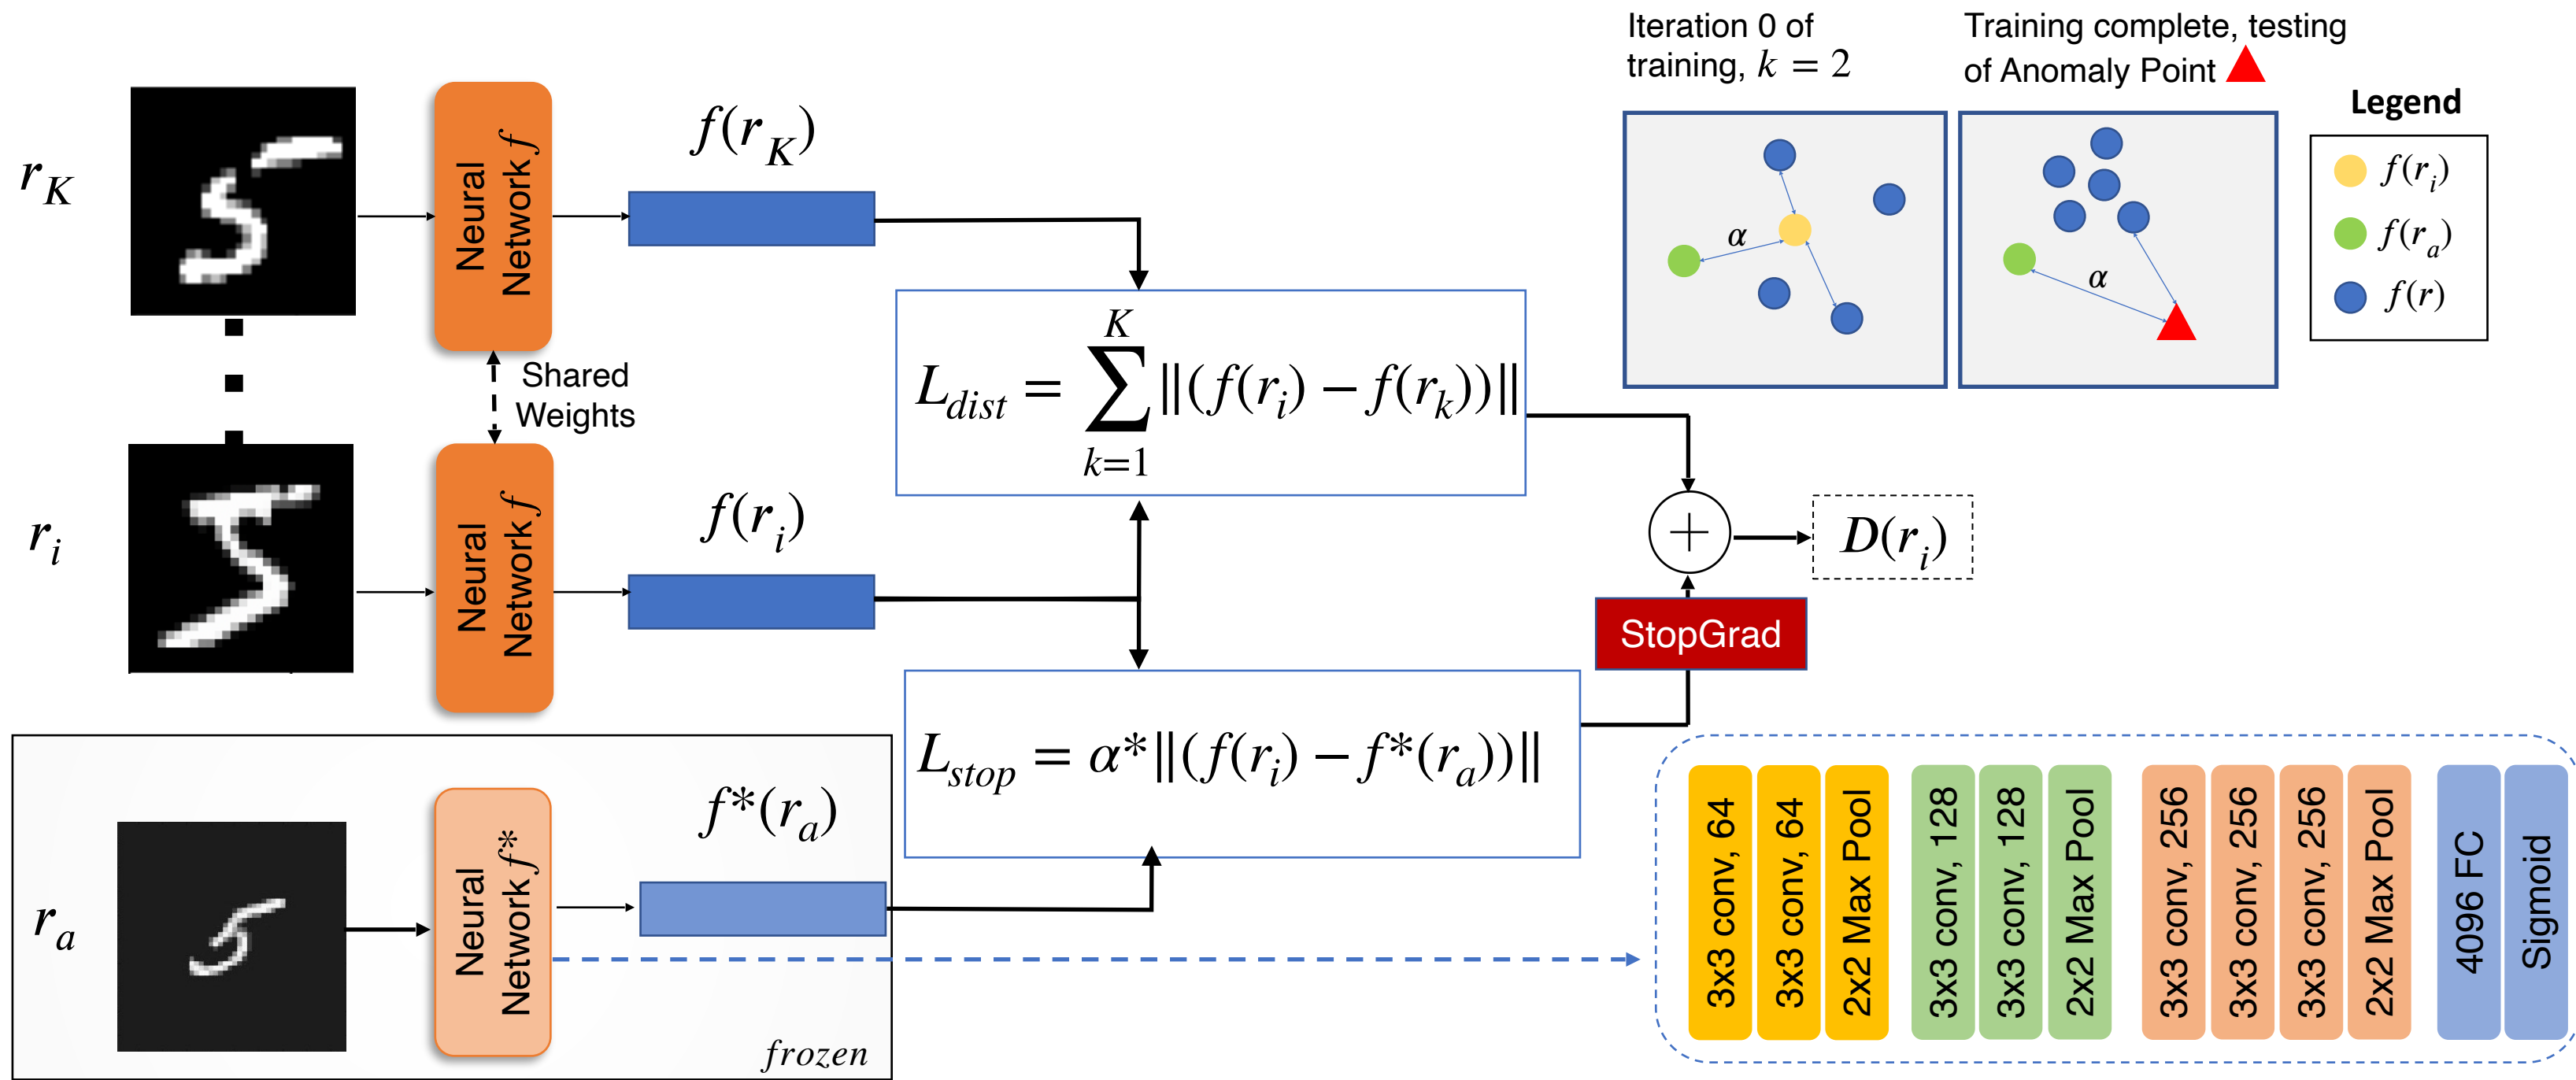 Iteration 0 of
training, k = 2
Training complete, testing
of Anomaly Point
Legend
f(r_i)
f(r_a)
f(r)
α
α
r_K
Neural
Network f
f(r_K)
Shared
Weights
L_dist = ∑_{k=1}^{K} ‖(f(r_i) − f(r_k))‖
r_i
Neural
Network f
f(r_i)
D(r_i)
StopGrad
L_stop = α*‖(f(r_i) − f*(r_a))‖
r_a
Neural
Network f*
f*(r_a)
frozen
3x3 conv, 64
3x3 conv, 64
2x2 Max Pool
3x3 conv, 128
3x3 conv, 128
2x2 Max Pool
3x3 conv, 256
3x3 conv, 256
3x3 conv, 256
2x2 Max Pool
4096 FC
Sigmoid